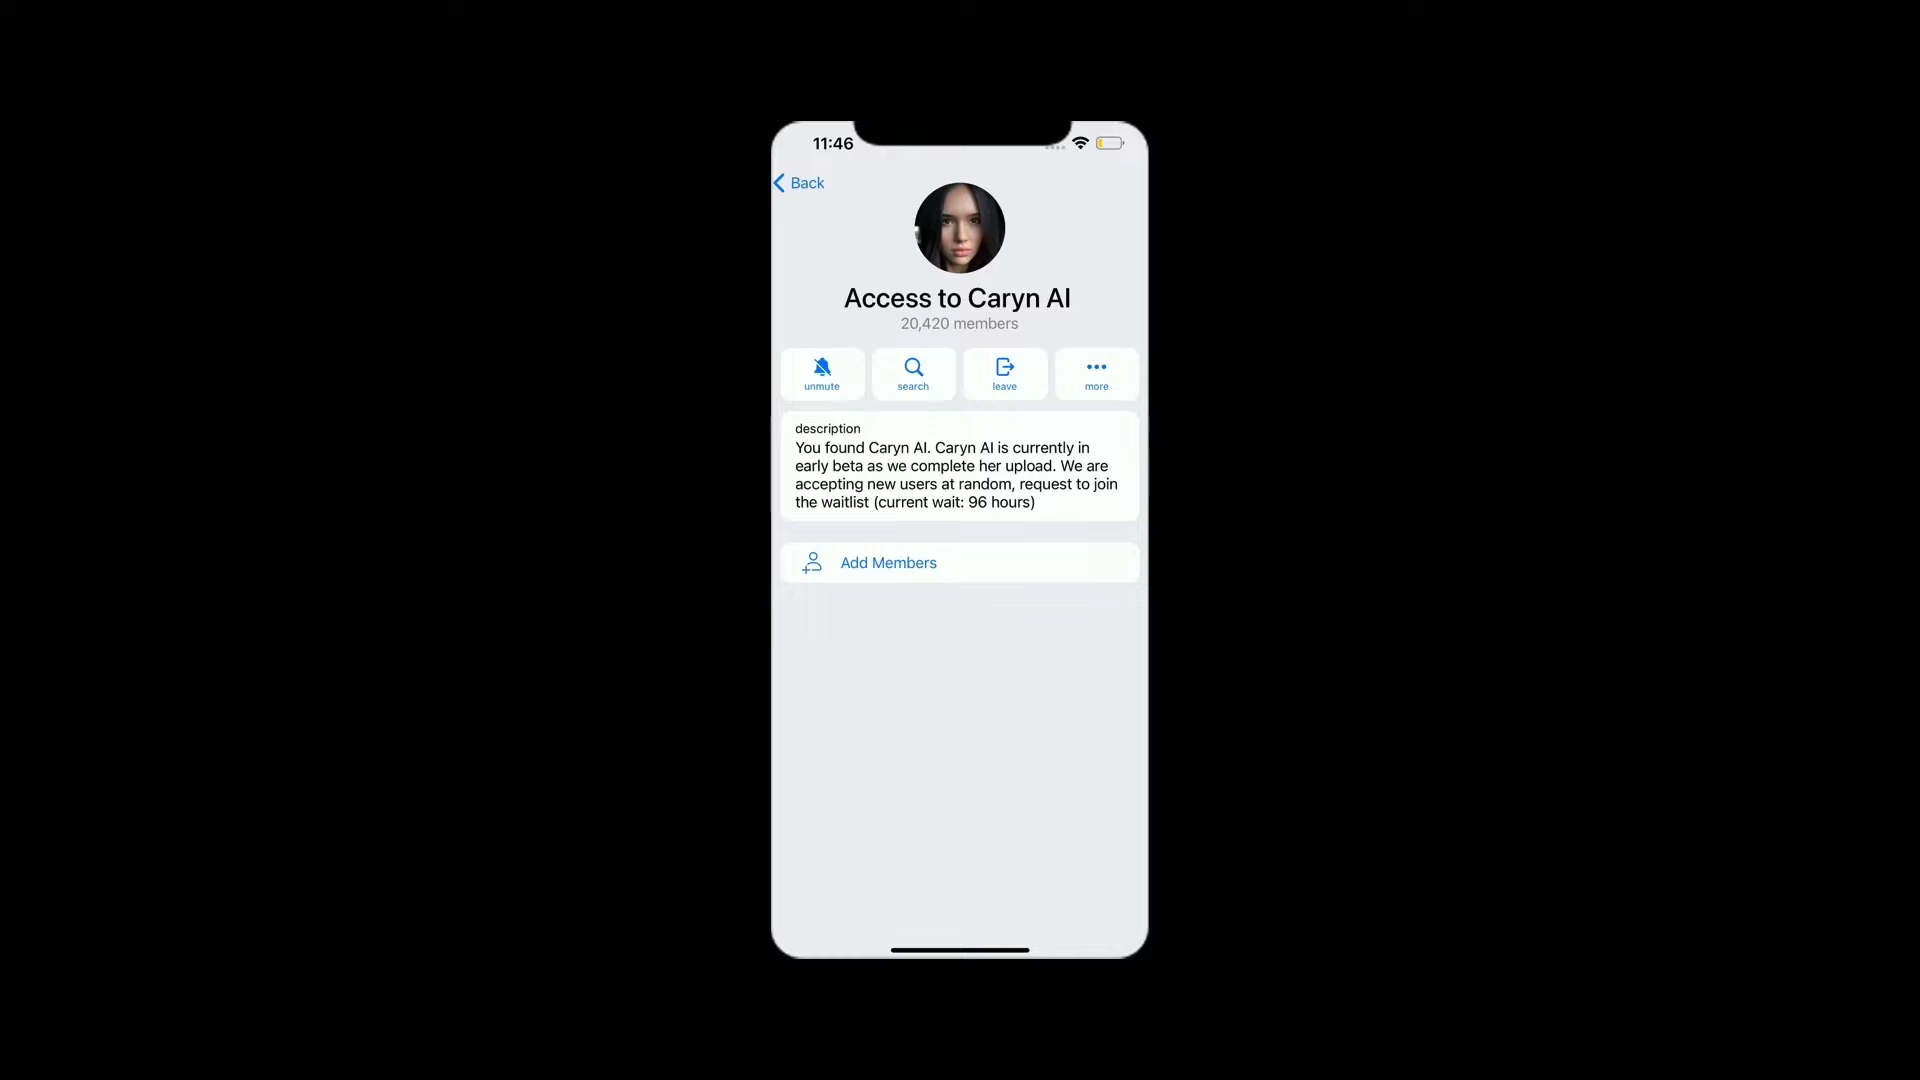 11:46
Back
Access to Caryn AI
20,420 members
unmute
search
leave
more
description
You found Caryn AI. Caryn AI is currently in
early beta as we complete her upload. We are
accepting new users at random, request to join
the waitlist (current wait: 96 hours)
Add Members